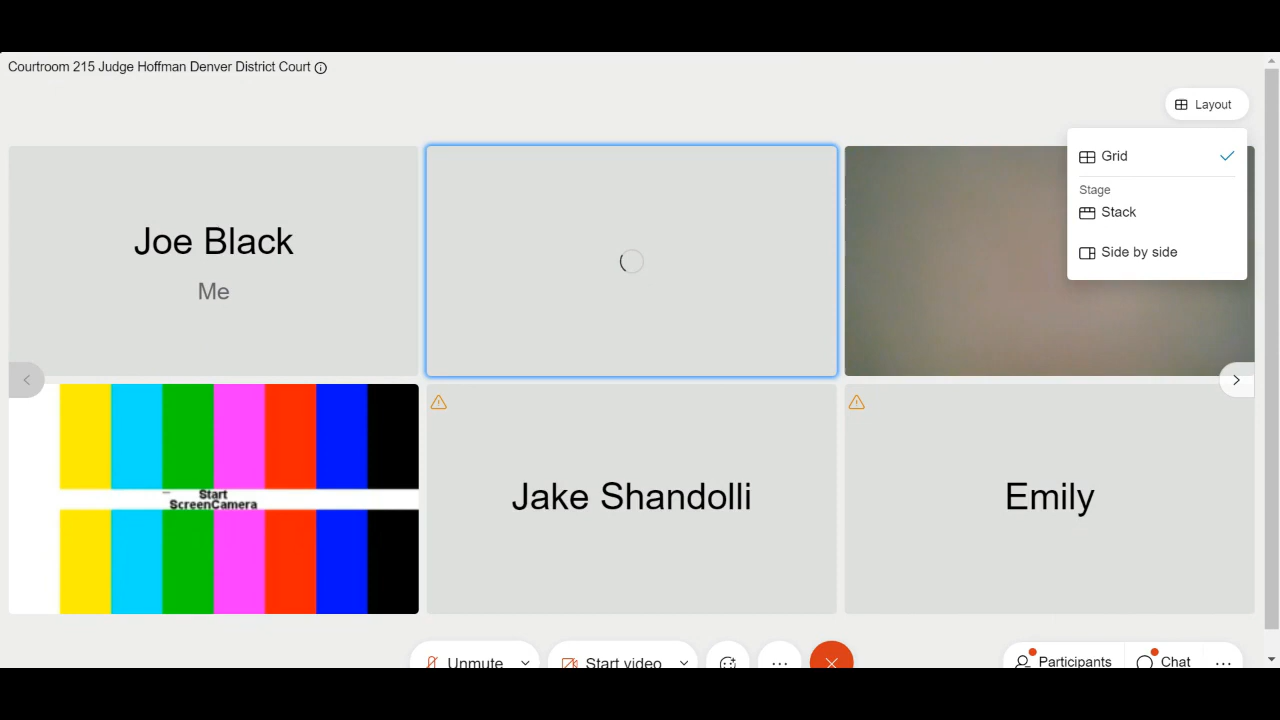 Courtroom 215 Judge Hoffman Denver District Court
Layout
Grid
Stage
Stack
Side by side
Joe Black
Me
Start
ScreenCamera
Jake Shandolli
Emily
Unmute
Start video
Participants
Chat